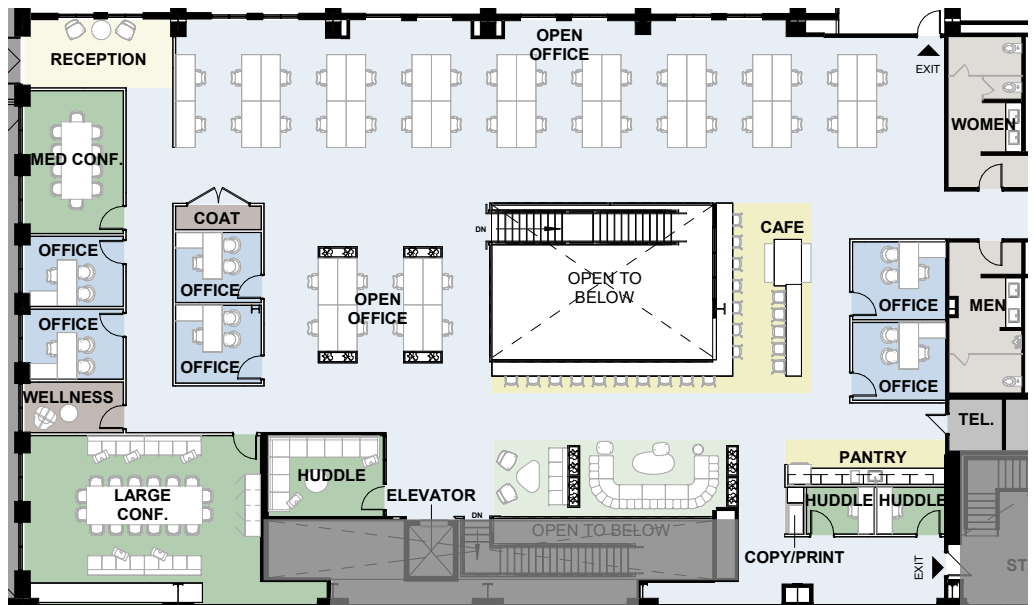 OPEN
OFFICE
RECEPTION
EXIT
WOMEN
MED CONF.
COAT
DN
CAFE
OFFICE
OFFICE
OPEN TO
BELOW
OPEN
OFFICE
OFFICE
MEN
OFFICE
OFFICE
OFFICE
WELLNESS
TEL.
PANTRY
HUDDLE
LARGE
CONF.
ELEVATOR
HUDDLE
HUDDLE
DN
OPEN TO BELOW
COPY/PRINT
EXIT
ST